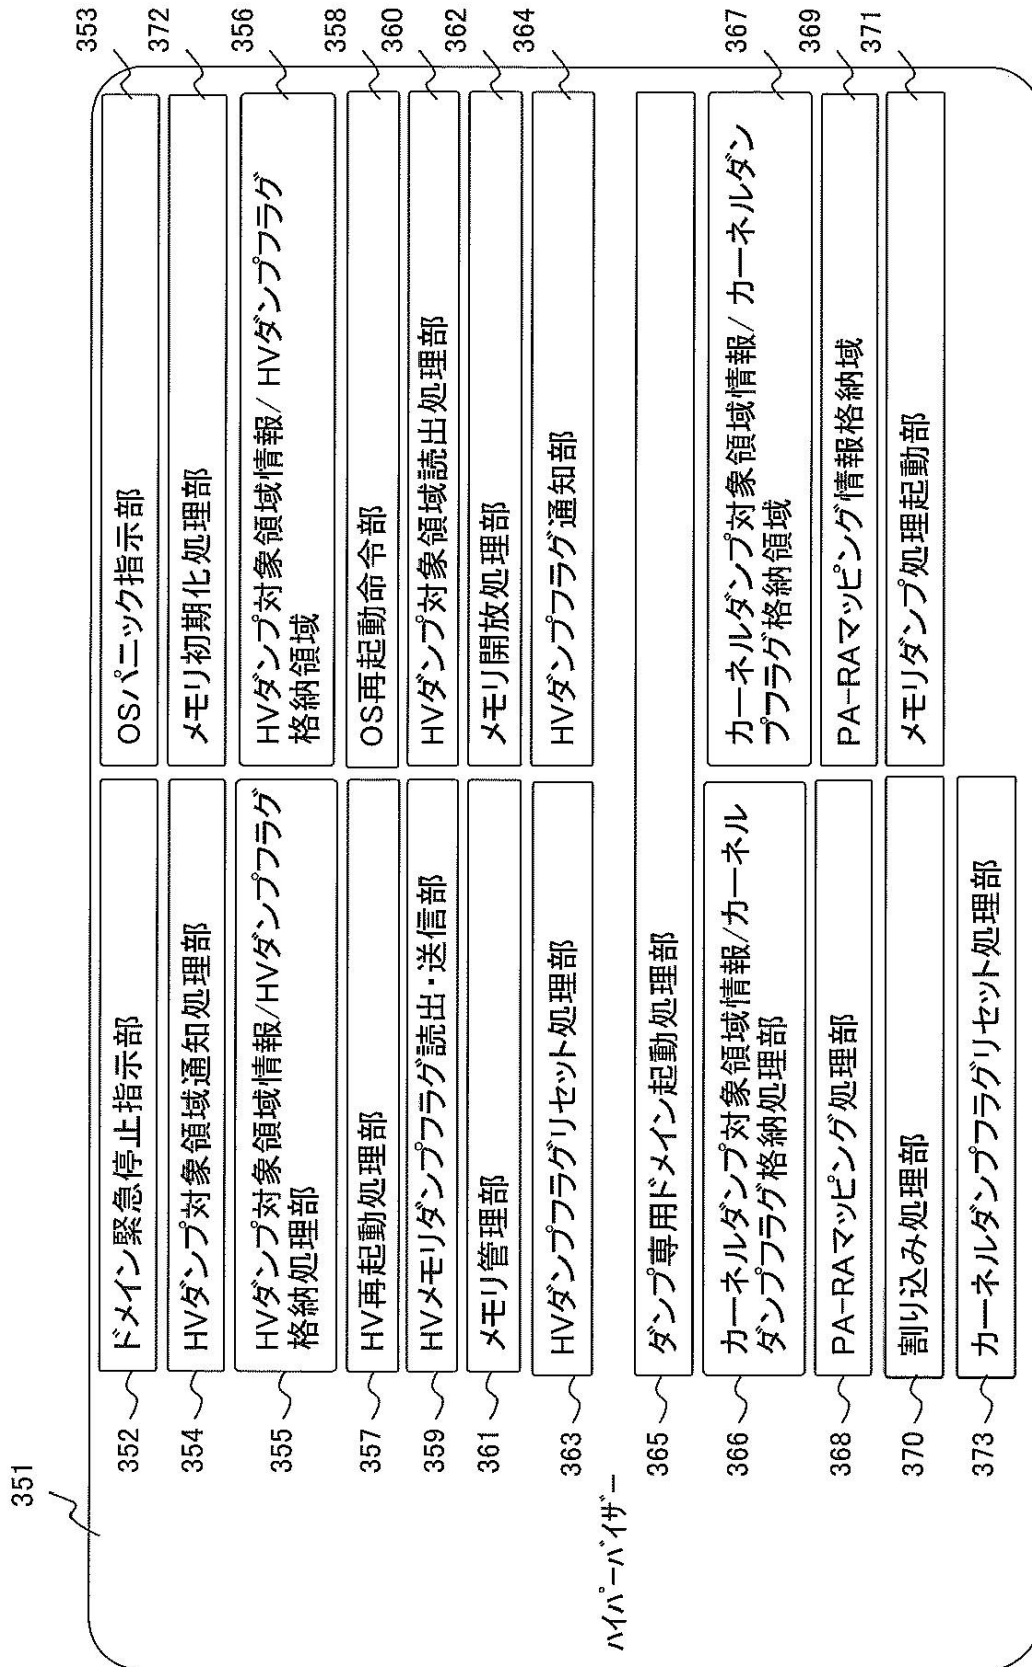 351
ハイパーバイザー
352
ドメイン緊急停止指示部
OSパニック指示部
353
354
HVダンプ対象領域通知処理部
メモリ初期化処理部
372
355
HVダンプ対象領域情報/HVダンプフラグ
格納処理部
HVダンプ対象領域情報/ HVダンプフラグ
格納領域
356
357
HV再起動処理部
OS再起動命令部
358
359
HVメモリダンプフラグ読出・送信部
HVダンプ対象領域読出処理部
360
361
メモリ管理部
メモリ開放処理部
362
363
HVダンプフラグリセット処理部
HVダンプフラグ通知部
364
365
ダンプ専用ドメイン起動処理部
366
カーネルダンプ対象領域情報/カーネル
ダンプフラグ格納処理部
カーネルダンプ対象領域情報/ カーネルダン
プフラグ格納領域
367
368
PA-RAマッピング処理部
PA-RAマッピング情報格納域
369
370
割り込み処理部
メモリダンプ処理起動部
371
373
カーネルダンプフラグリセット処理部